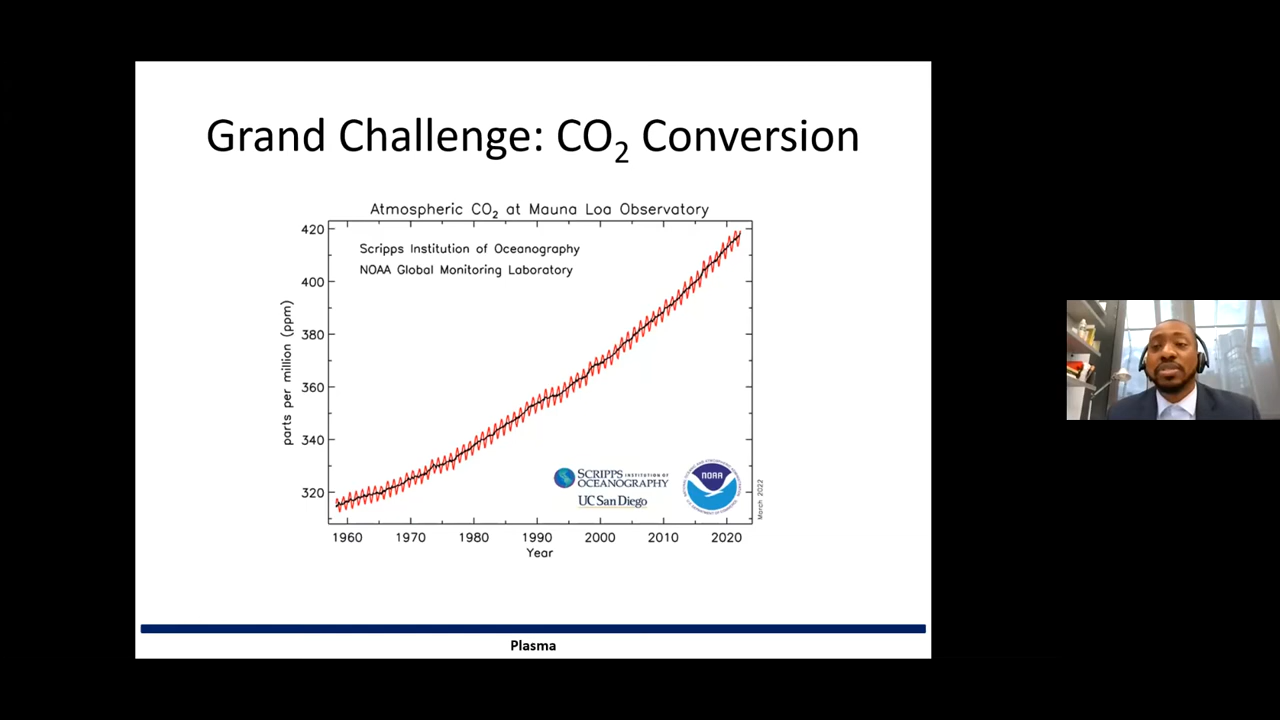 Grand Challenge: CO₂ Conversion
Atmospheric CO₂ at Mauna Loa Observatory
Scripps Institution of Oceanography
NOAA Global Monitoring Laboratory
parts per million (ppm)
420
400
380
360
340
320
SCRIPPS INSTITUTION OF
OCEANOGRAPHY
UC San Diego
NOAA
March 2022
1960 1970 1980 1990 2000 2010 2020
Year
Plasma